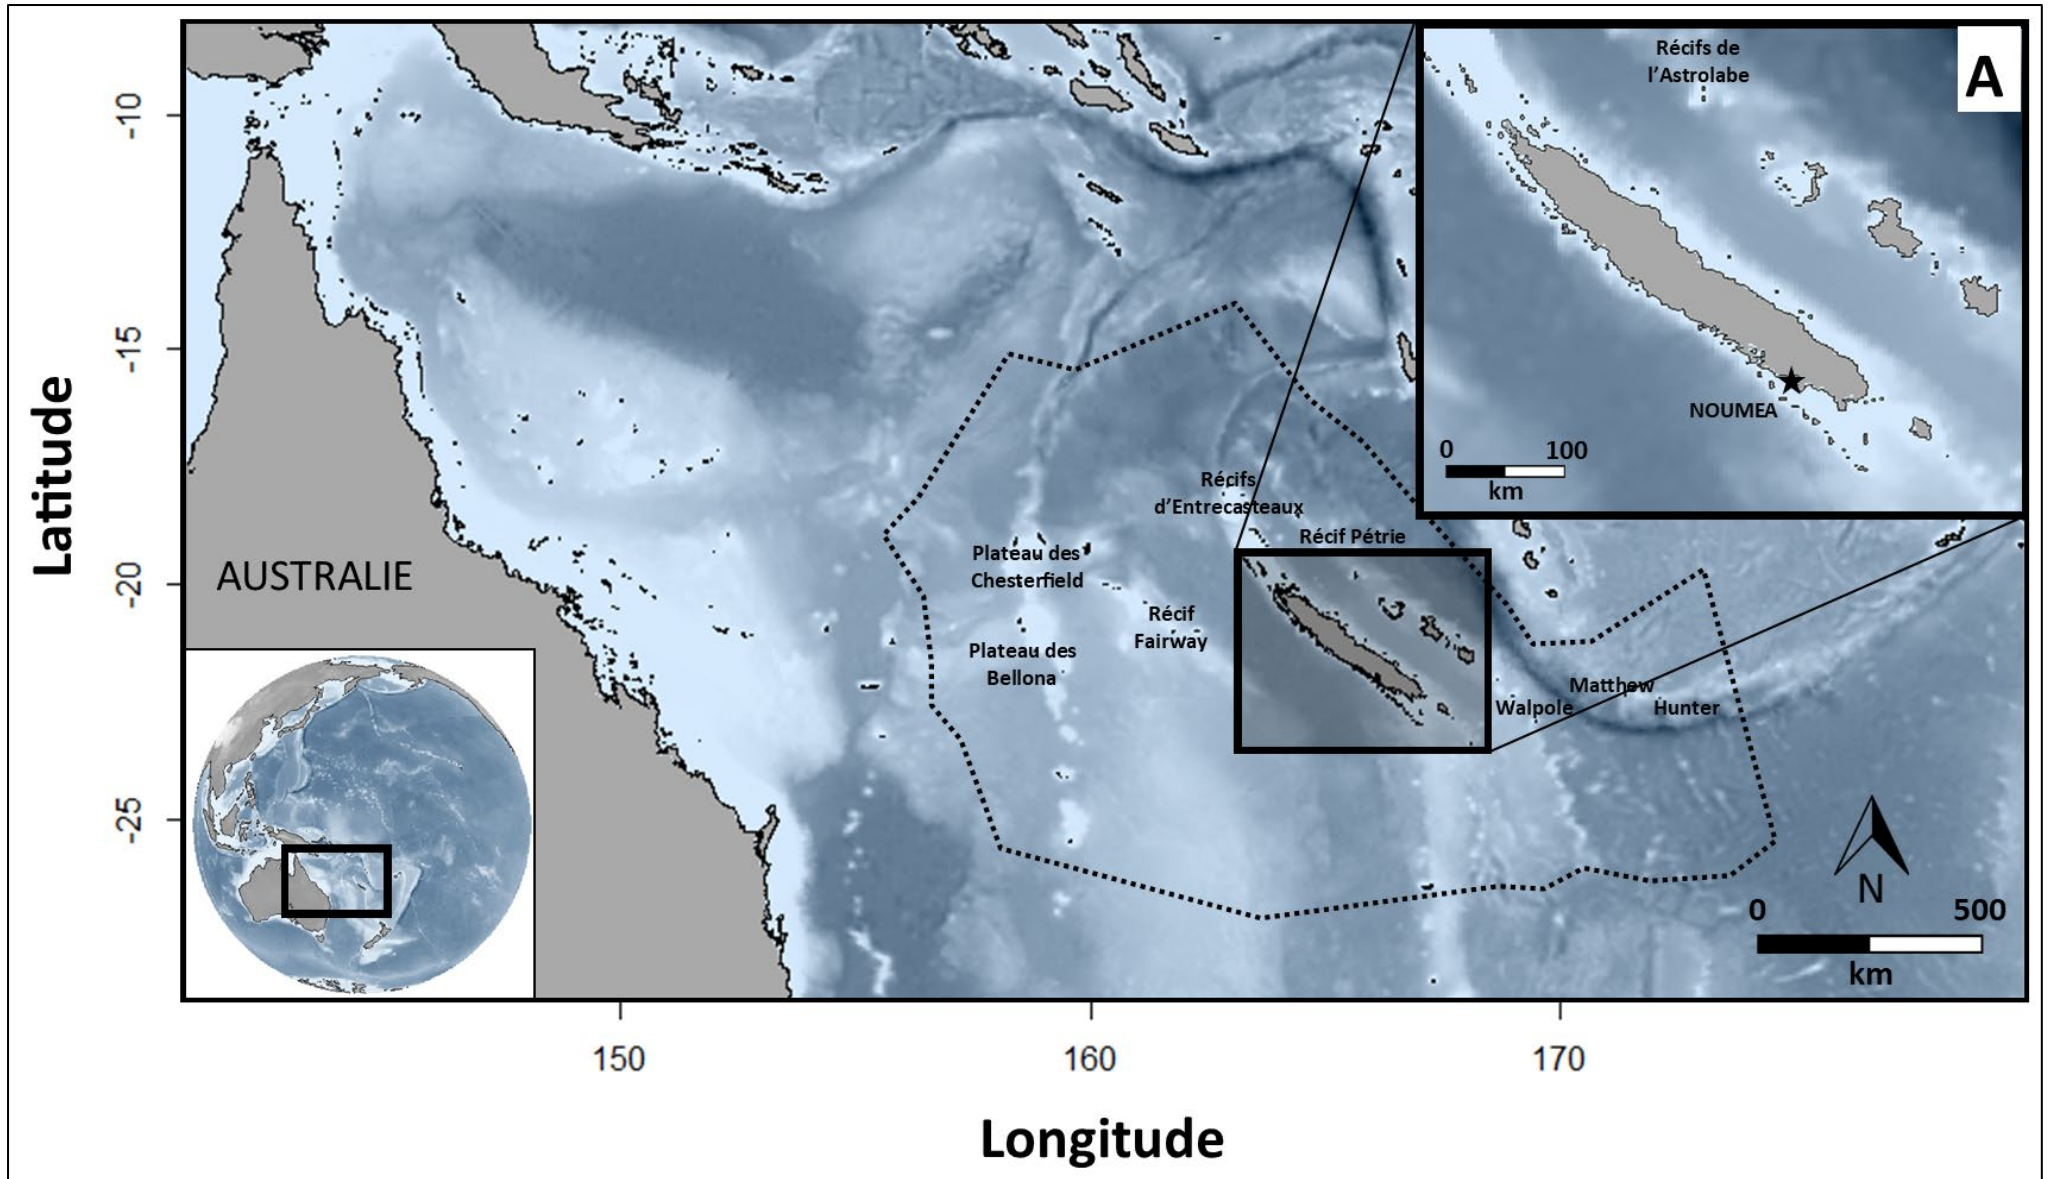 Récifs de
l'Astrolabe
A
NOUMEA
0 100
km
-10
-15
-20
-25
Latitude
AUSTRALIE
Récifs
d'Entrecasteaux
Récif Pétrie
Plateau des
Chesterfield
Récif
Fairway
Plateau des
Bellona
Matthew
Walpole
Hunter
N
0 500
km
150 160 170
Longitude